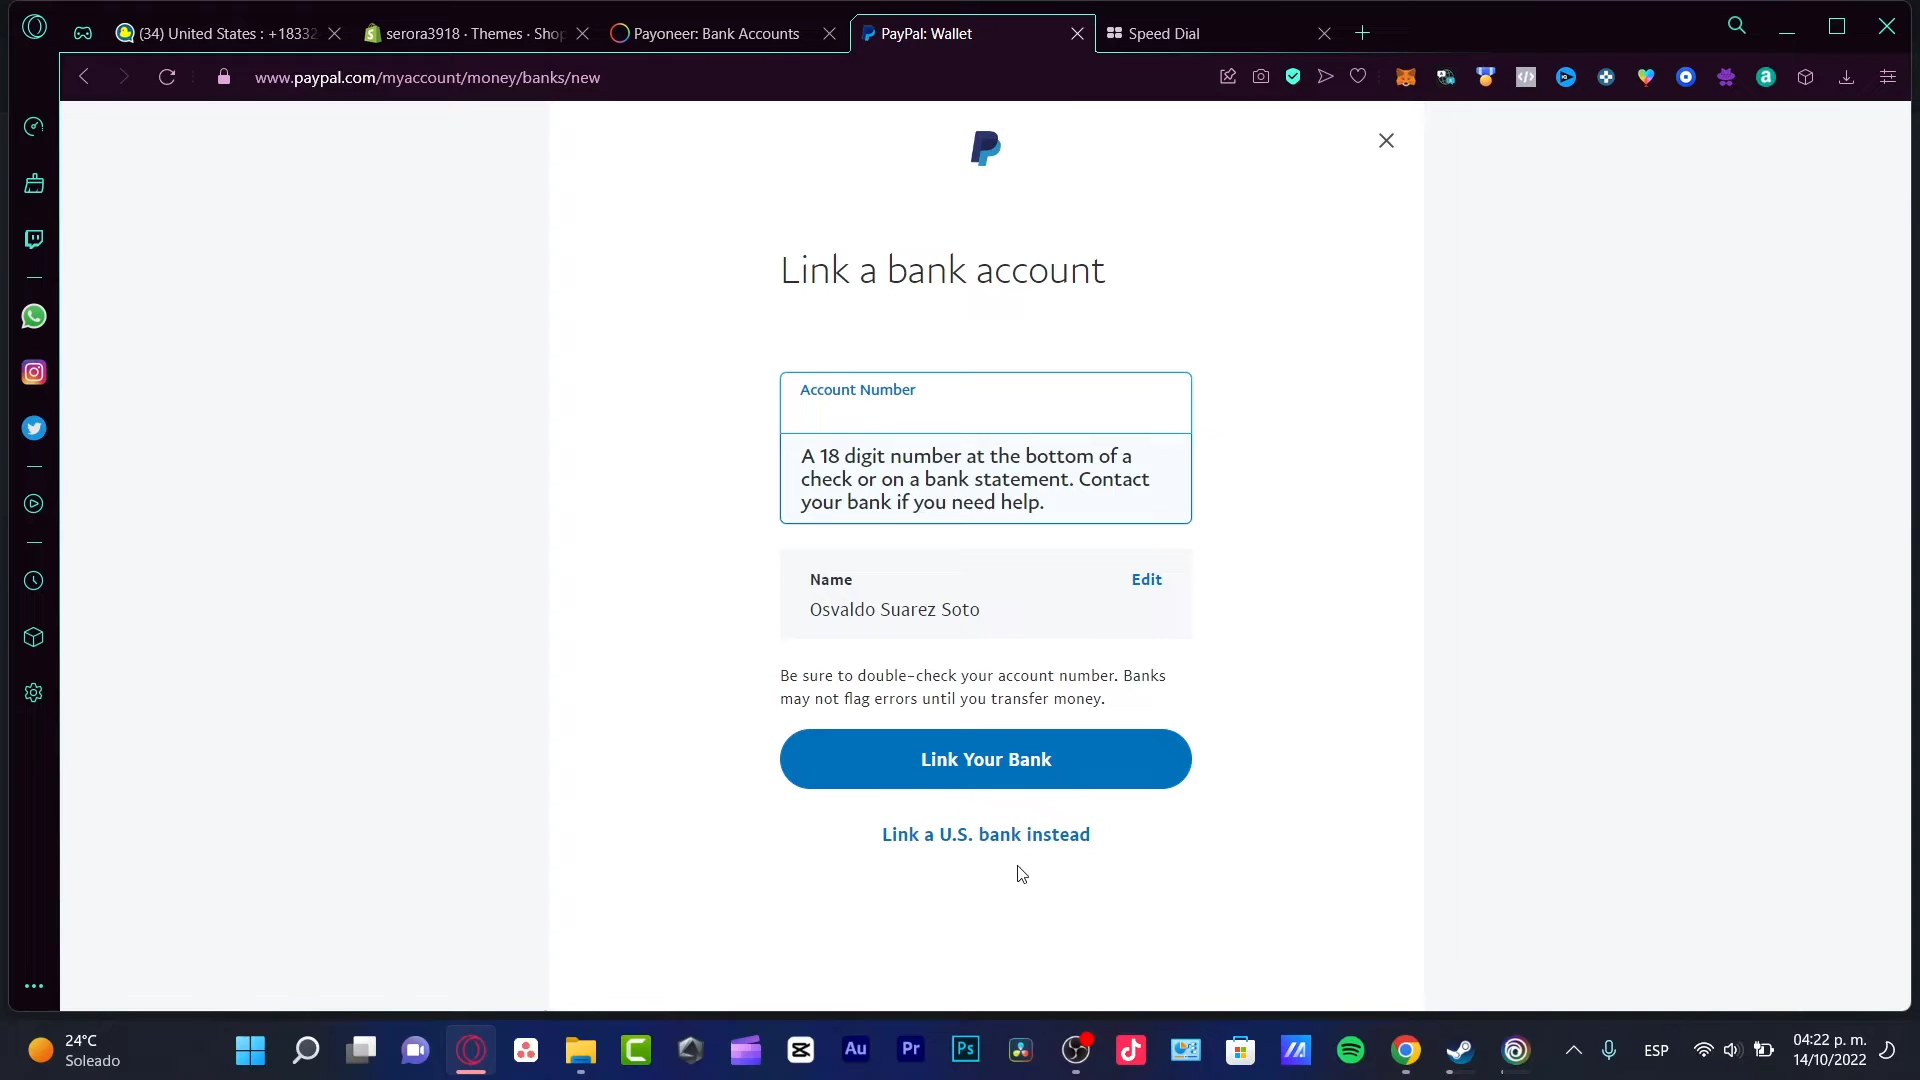 (34) United States : +18332
serora3918 · Themes · Shop
Payoneer: Bank Accounts
PayPal: Wallet
Speed Dial
www.paypal.com/myaccount/money/banks/new
Link a bank account
Account Number
A 18 digit number at the bottom of a
check or on a bank statement. Contact
your bank if you need help.
Name
Edit
Osvaldo Suarez Soto
Be sure to double-check your account number. Banks
may not flag errors until you transfer money.
Link Your Bank
Link a U.S. bank instead
24°C
Soleado
Au
Pr
Ps
ESP
04:22 p. m.
14/10/2022